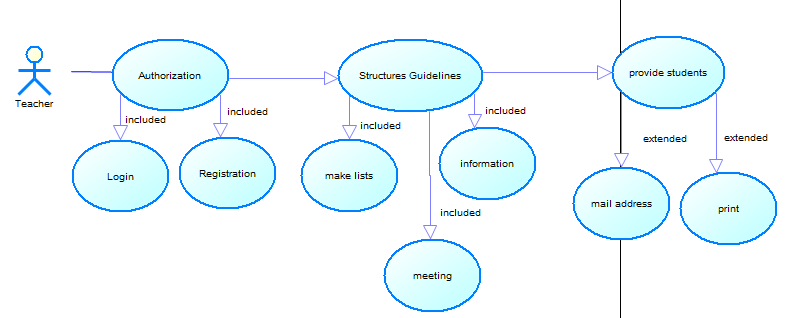 Teacher
Authorization
Structures Guidelines
provide students
included
included
included
included
extended
extended
Login
Registration
make lists
information
mail address
print
included
meeting